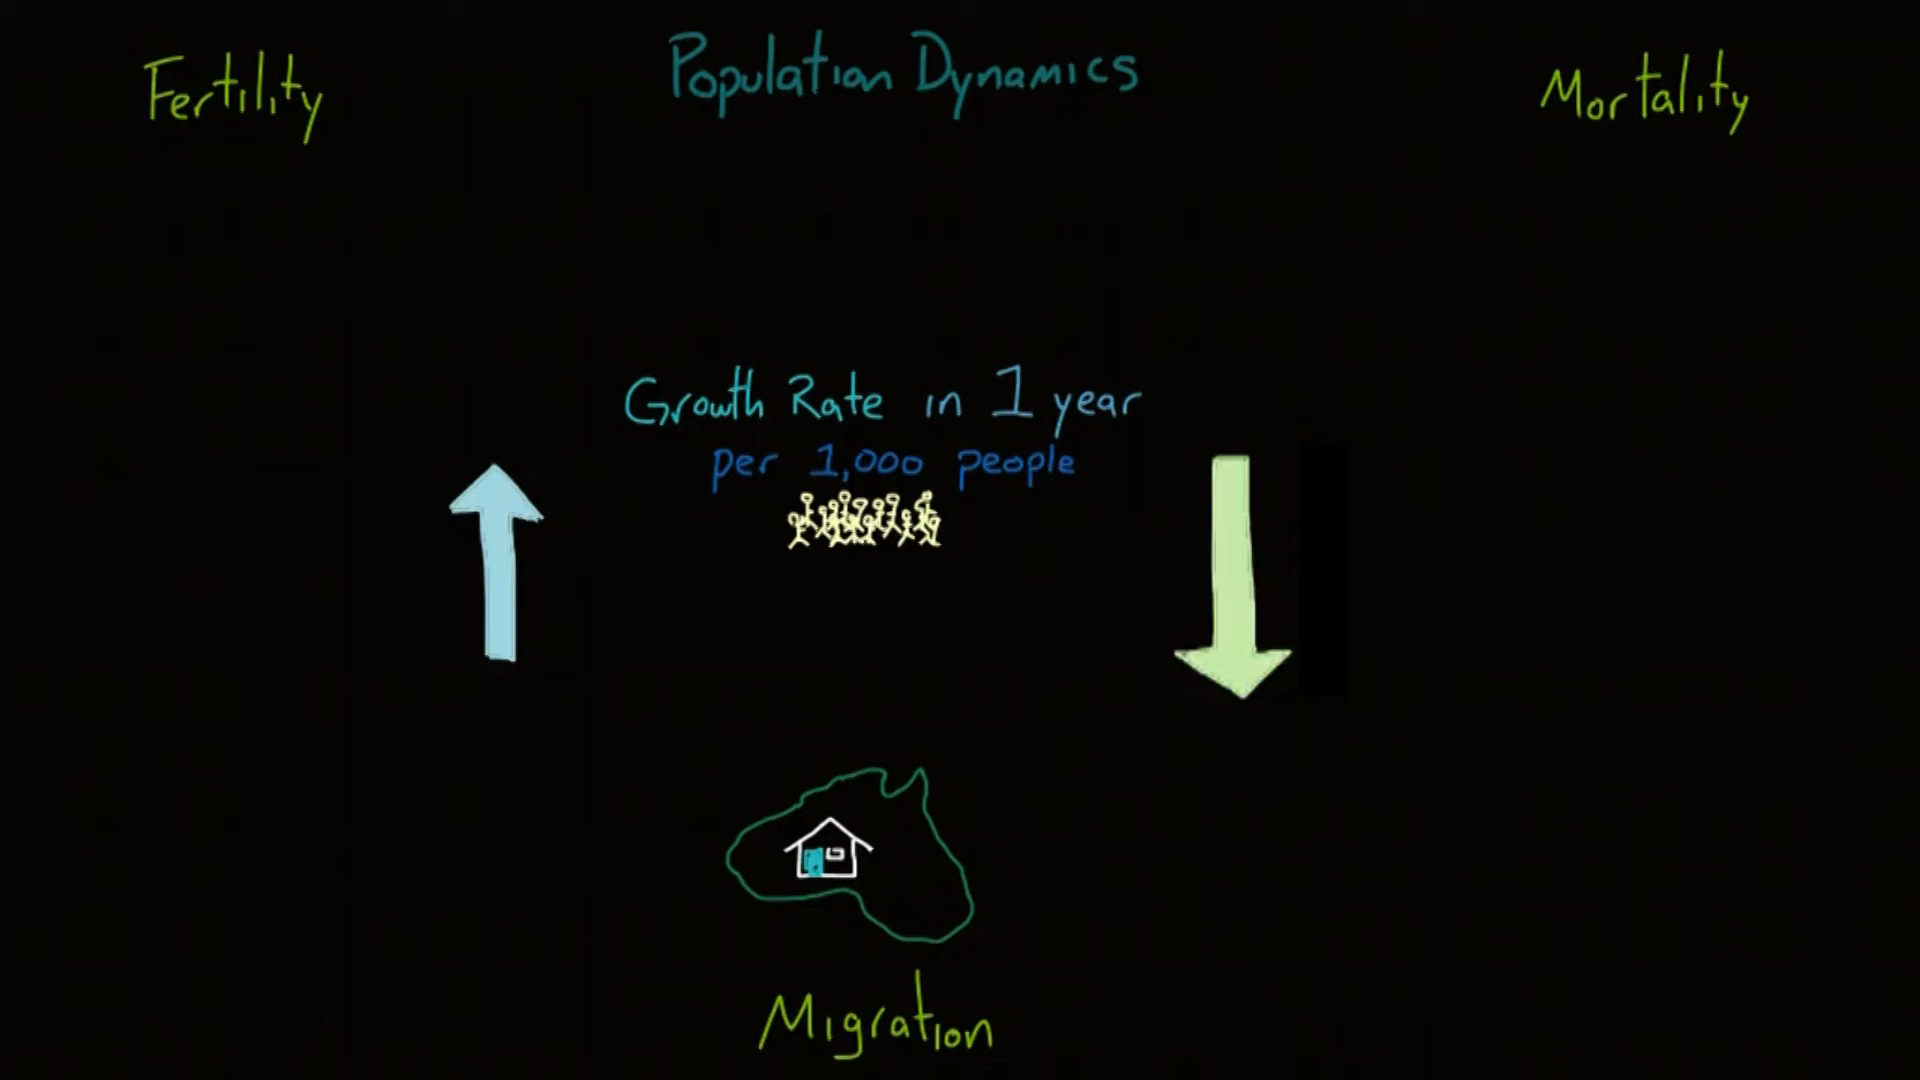 Fertility
Population Dynamics
Mortality
Growth Rate in 1 year
per 1,000 people
Migration